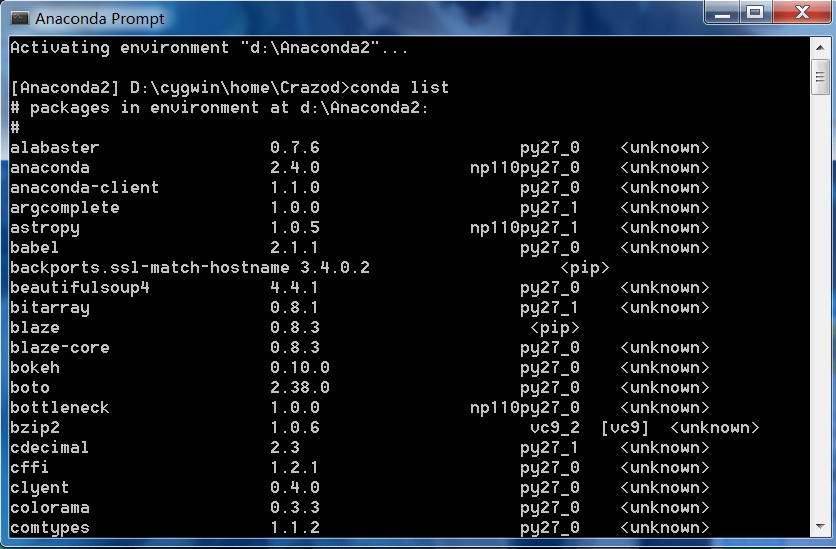 Anaconda Prompt
Activating environment "d:\Anaconda2"...
[Anaconda2] D:\cygwin\home\Crazod>conda list
# packages in environment at d:\Anaconda2:
#
alabaster 0.7.6 py27_0 <unknown>
anaconda 2.4.0 np110py27_0 <unknown>
anaconda-client 1.1.0 py27_0 <unknown>
argcomplete 1.0.0 py27_1 <unknown>
astropy 1.0.5 np110py27_1 <unknown>
babel 2.1.1 py27_0 <unknown>
backports.ssl-match-hostname 3.4.0.2 <pip>
beautifulsoup4 4.4.1 py27_0 <unknown>
bitarray 0.8.1 py27_1 <unknown>
blaze 0.8.3 <pip>
blaze-core 0.8.3 py27_0 <unknown>
bokeh 0.10.0 py27_0 <unknown>
boto 2.38.0 py27_0 <unknown>
bottleneck 1.0.0 np110py27_0 <unknown>
bzip2 1.0.6 vc9_2 [vc9] <unknown>
cdecimal 2.3 py27_1 <unknown>
cffi 1.2.1 py27_0 <unknown>
clyent 0.4.0 py27_0 <unknown>
colorama 0.3.3 py27_0 <unknown>
comtypes 1.1.2 py27_0 <unknown>